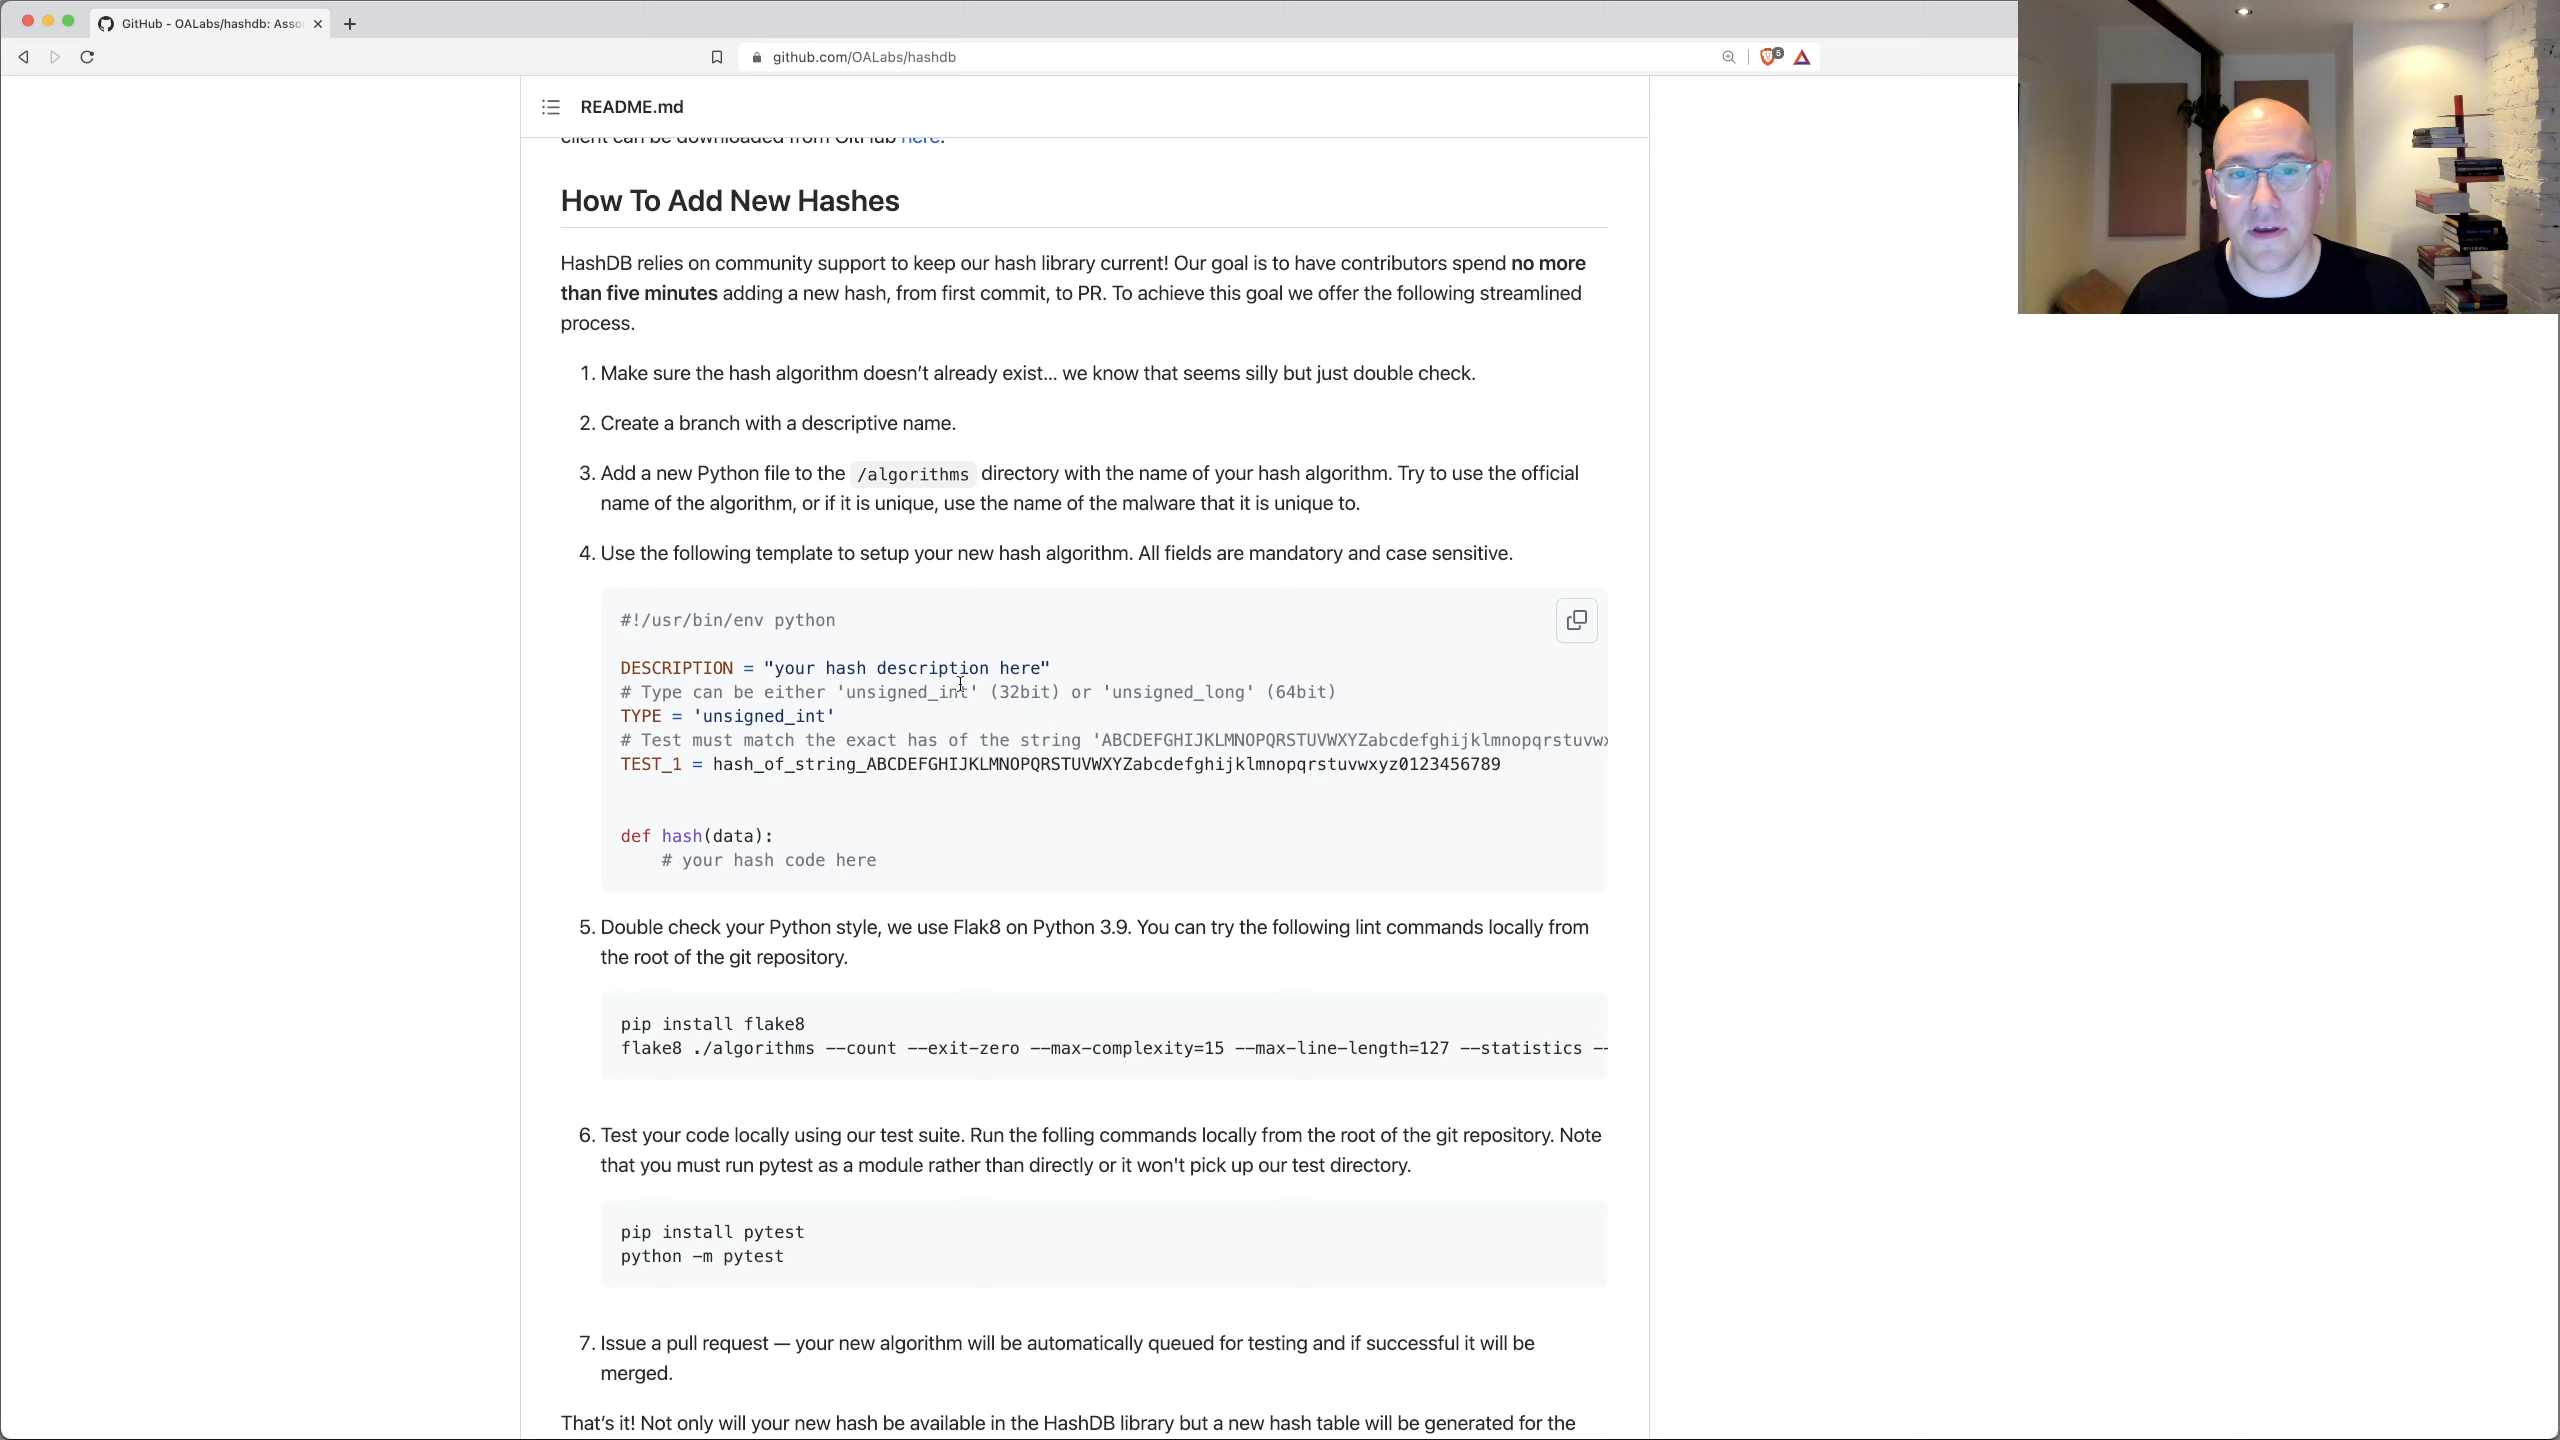 GitHub - OALabs/hashdb: Asso
github.com/OALabs/hashdb
5
README.md
client can be downloaded from GitHub here.
How To Add New Hashes
HashDB relies on community support to keep our hash library current! Our goal is to have contributors spend no more
than five minutes adding a new hash, from first commit, to PR. To achieve this goal we offer the following streamlined
process.
1. Make sure the hash algorithm doesn’t already exist... we know that seems silly but just double check.
2. Create a branch with a descriptive name.
3. Add a new Python file to the /algorithms directory with the name of your hash algorithm. Try to use the official
name of the algorithm, or if it is unique, use the name of the malware that it is unique to.
4. Use the following template to setup your new hash algorithm. All fields are mandatory and case sensitive.
#!/usr/bin/env python
DESCRIPTION = "your hash description here"
# Type can be either 'unsigned_int' (32bit) or 'unsigned_long' (64bit)
TYPE = 'unsigned_int'
# Test must match the exact has of the string 'ABCDEFGHIJKLMNOPQRSTUVWXYZabcdefghijklmnopqrstuvwx
TEST_1 = hash_of_string_ABCDEFGHIJKLMNOPQRSTUVWXYZabcdefghijklmnopqrstuvwxyz0123456789
def hash(data):
# your hash code here
5. Double check your Python style, we use Flak8 on Python 3.9. You can try the following lint commands locally from
the root of the git repository.
pip install flake8
flake8 ./algorithms --count --exit-zero --max-complexity=15 --max-line-length=127 --statistics --
6. Test your code locally using our test suite. Run the folling commands locally from the root of the git repository. Note
that you must run pytest as a module rather than directly or it won't pick up our test directory.
pip install pytest
python -m pytest
7. Issue a pull request — your new algorithm will be automatically queued for testing and if successful it will be
merged.
That’s it! Not only will your new hash be available in the HashDB library but a new hash table will be generated for the